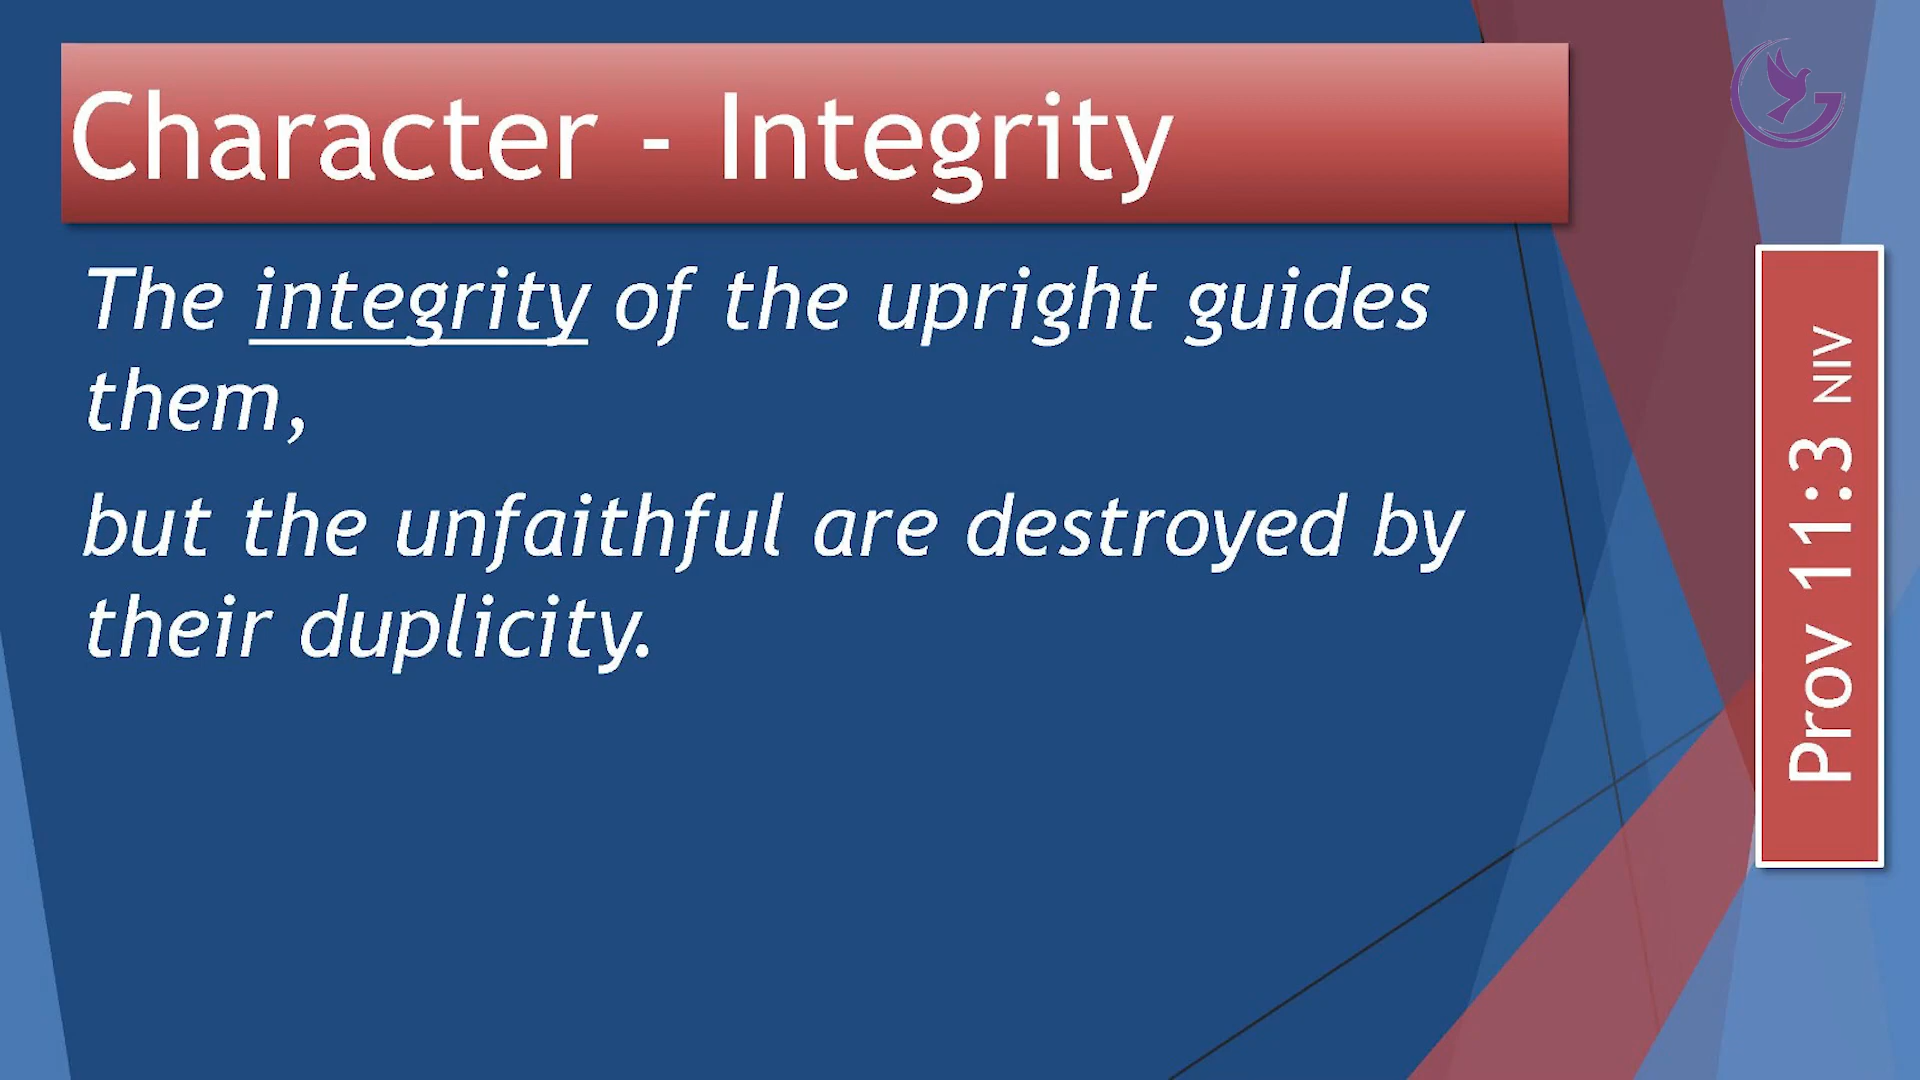 Character - Integrity
The integrity of the upright guides
them,
but the unfaithful are destroyed by
their duplicity.
Prov 11:3 NIV